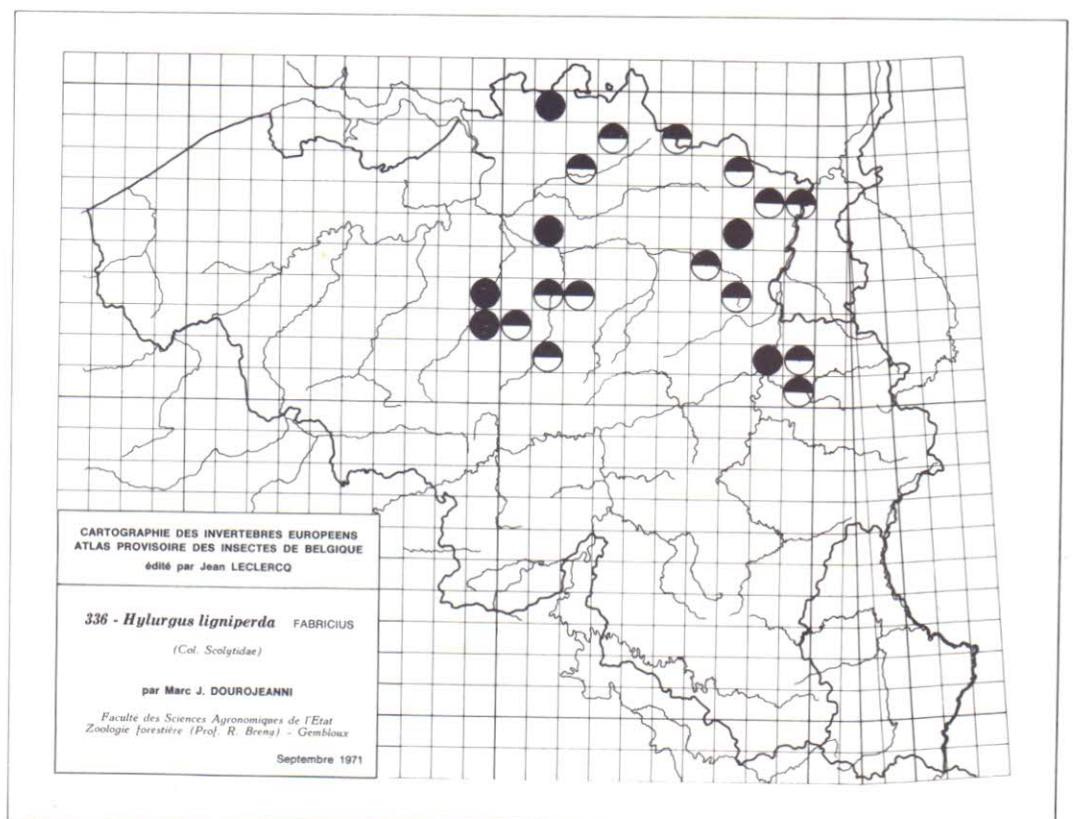 CARTOGRAPHIE DES INVERTEBRES EUROPEENS
ATLAS PROVISOIRE DES INSECTES DE BELGIQUE
édité par Jean LECLERCQ
336 - Hylurgus ligniperda FABRICIUS
(Col. Scolytidae)
par Marc J. DOUROJEANNI
Faculté des Sciences Agronomiques de l'Etat
Zoologie forestière (Prof. R. Breny) - Gembloux
Septembre 1971